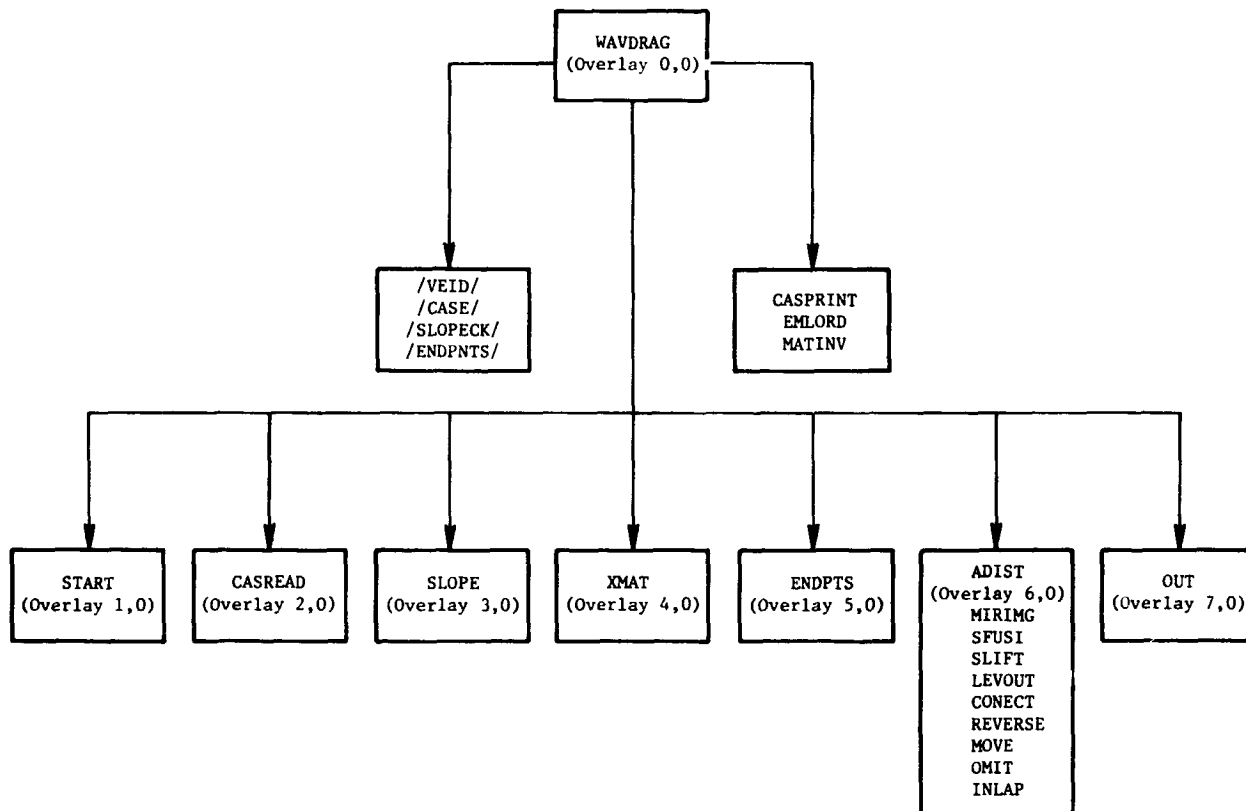 WAVDRAG
(Overlay 0,0)
/VEID/
/CASE/
/SLOPECK/
/ENDPNTS/
CASPRINT
EMLORD
MATINV
START
(Overlay 1,0)
CASREAD
(Overlay 2,0)
SLOPE
(Overlay 3,0)
XMAT
(Overlay 4,0)
ENDPTS
(Overlay 5,0)
ADIST
(Overlay 6,0)
MIRIMG
SFUSI
SLIFT
LEVOUT
CONECT
REVERSE
MOVE
OMIT
INLAP
OUT
(Overlay 7,0)